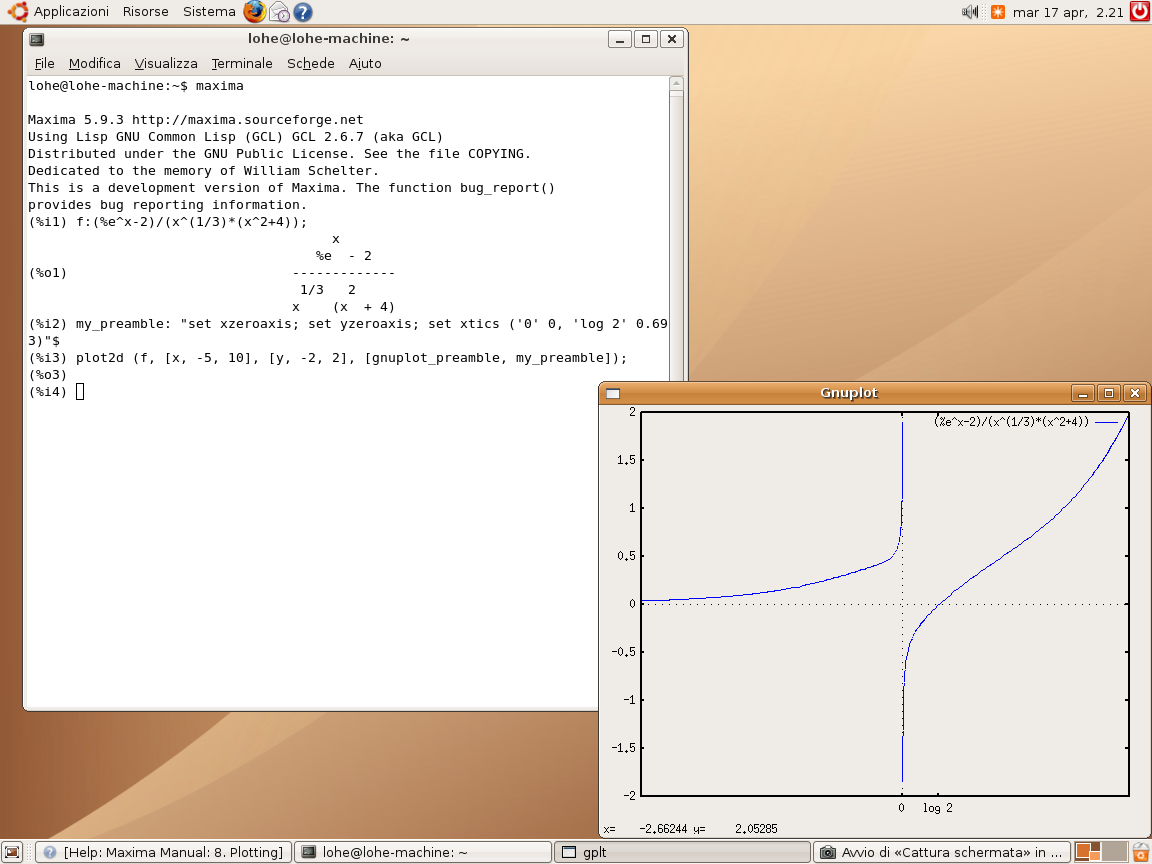 Applicazioni Risorse Sistema mar 17 apr, 2.21
lohe@lohe-machine: ~
File Modifica Visualizza Terminale Schede Aiuto
lohe@lohe-machine:~$ maxima
Maxima 5.9.3 http://maxima.sourceforge.net
Using Lisp GNU Common Lisp (GCL) GCL 2.6.7 (aka GCL)
Distributed under the GNU Public License. See the file COPYING.
Dedicated to the memory of William Schelter.
This is a development version of Maxima. The function bug_report()
provides bug reporting information.
(%i1) f:(%e^x-2)/(x^(1/3)*(x^2+4));
x
%e - 2
(%o1) -------------
1/3 2
x (x + 4)
(%i2) my_preamble: "set xzeroaxis; set yzeroaxis; set xtics ('0' 0, 'log 2' 0.69
3)"$
(%i3) plot2d (f, [x, -5, 10], [y, -2, 2], [gnuplot_preamble, my_preamble]);
(%o3)
(%i4)
Gnuplot
(%e^x-2)/(x^(1/3)*(x^2+4))
2
1.5
1
0.5
0
-0.5
-1
-1.5
-2
0 log 2
x= -2.66244 y= 2.05285
[Help: Maxima Manual: 8. Plotting] lohe@lohe-machine: ~ gplt Avvio di «Cattura schermata» in ...